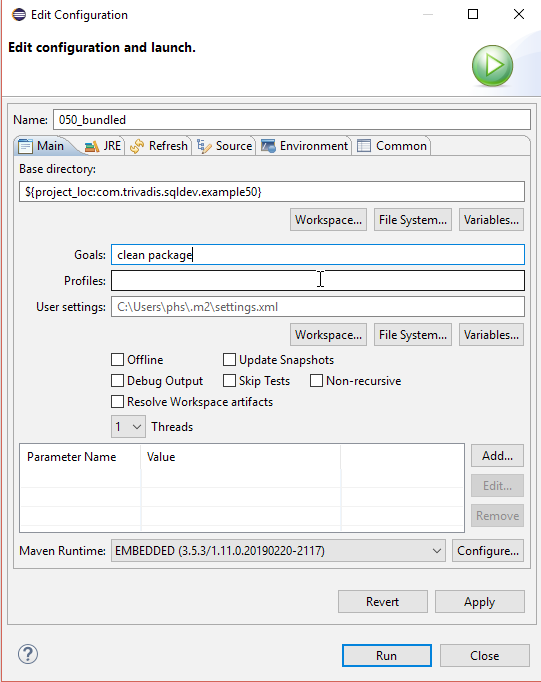 Edit Configuration
Edit configuration and launch.
Name: 050_bundled
Main JRE Refresh Source Environment Common
Base directory:
${project_loc:com.trivadis.sqldev.example50}
Workspace... File System... Variables...
Goals: clean package
Profiles:
User settings: C:\Users\phs\.m2\settings.xml
Workspace... File System... Variables...
Offline Update Snapshots
Debug Output Skip Tests Non-recursive
Resolve Workspace artifacts
1 Threads
Parameter Name Value Add...
Edit...
Remove
Maven Runtime: EMBEDDED (3.5.3/1.11.0.20190220-2117) Configure...
Revert Apply
? Run Close